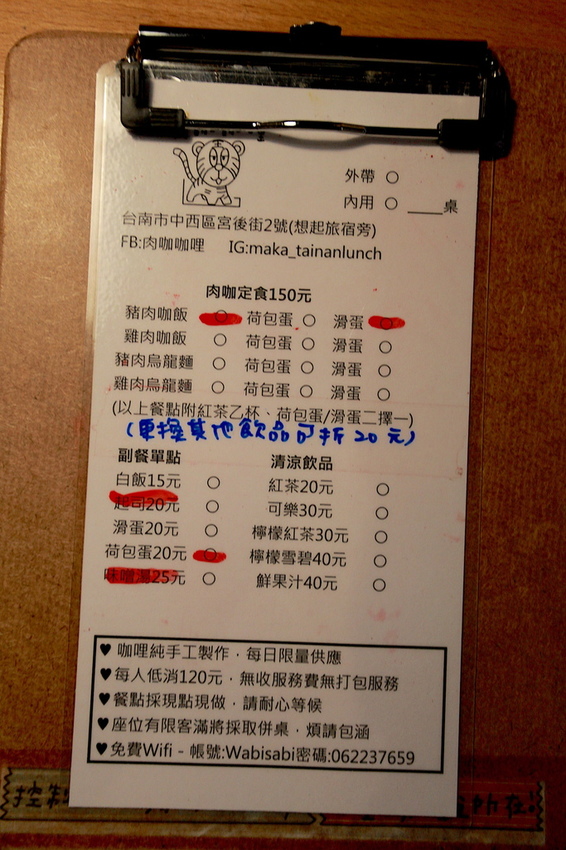 外帶 ○
內用 ○ ____桌
台南市中西區宮後街2號(想起旅宿旁)
FB:肉咖咖哩 IG:maka_tainanlunch
肉咖定食150元
豬肉咖飯 ○ 荷包蛋 ○ 滑蛋 ○
雞肉咖飯 ○ 荷包蛋 ○ 滑蛋 ○
豬肉烏龍麵 ○ 荷包蛋 ○ 滑蛋 ○
雞肉烏龍麵 ○ 荷包蛋 ○ 滑蛋 ○
(以上餐點附紅茶乙杯、荷包蛋/滑蛋二擇一)
(更換其他飲品可折20元)
副餐單點 清涼飲品
白飯15元 ○ 紅茶20元 ○
起司20元 ○ 可樂30元 ○
滑蛋20元 ○ 檸檬紅茶30元 ○
荷包蛋20元 ○ 檸檬雪碧40元 ○
味噌湯25元 ○ 鮮果汁40元 ○
♥ 咖哩純手工製作，每日限量供應
♥每人低消120元，無收服務費無打包服務
♥餐點採現點現做，請耐心等候
♥座位有限客滿將採取併桌，煩請包涵
♥免費Wifi - 帳號:Wabisabi密碼:062237659
控制
所在